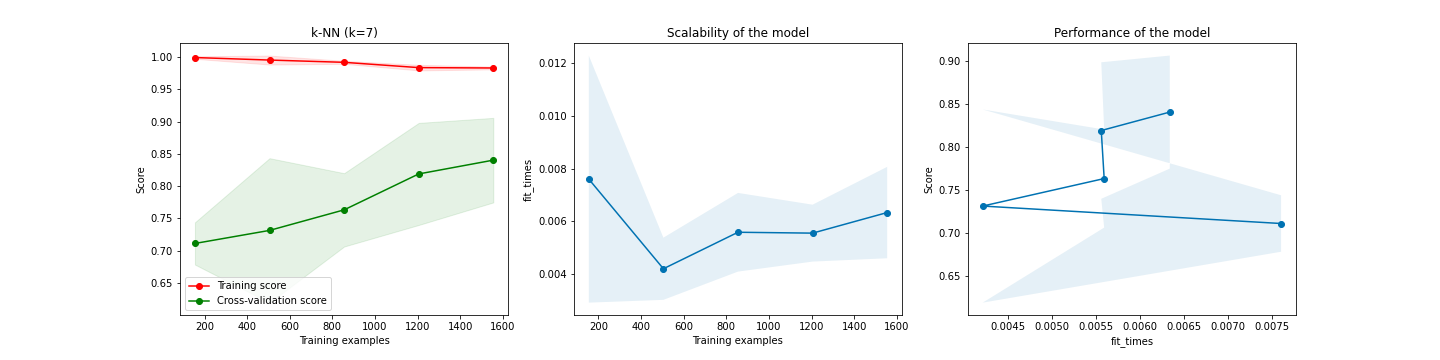 k-NN (k=7)
Score
1.00
0.95
0.90
0.85
0.80
0.75
0.70
0.65
Training score
Cross-validation score
200 400 600 800 1000 1200 1400 1600
Training examples
Scalability of the model
fit_times
0.012
0.010
0.008
0.006
0.004
200 400 600 800 1000 1200 1400 1600
Training examples
Performance of the model
Score
0.90
0.85
0.80
0.75
0.70
0.65
0.0045 0.0050 0.0055 0.0060 0.0065 0.0070 0.0075
fit_times